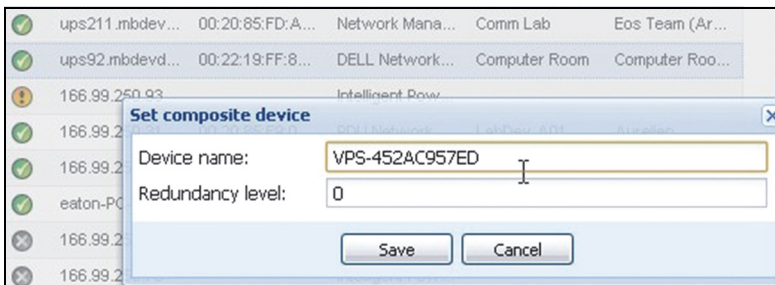 ups211.mbdev... 00:20:85:FD:A... Network Mana... Comm Lab Eos Team (Ar...
ups92.mbdevd... 00:22:19:FF:8... DELL Network... Computer Room Computer Roo...
166.99.250.93 Intelligent Pow...
Set composite device
166.99.2
Device name: VPS-452AC957ED
166.99.2
Redundancy level: 0
eaton-PC
166.99.2
Save Cancel
166.99.2